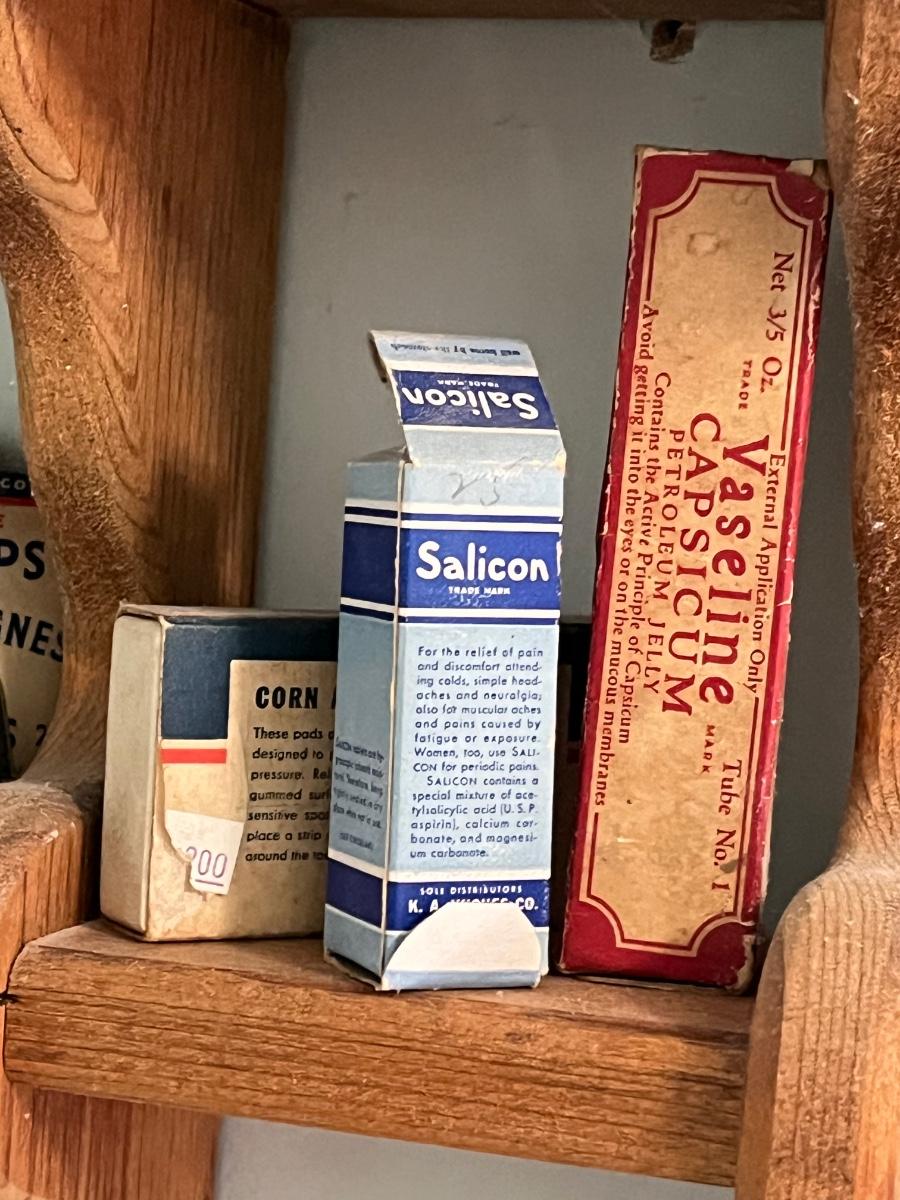 DS
CORN
These pads
designed to
pressure.
gummed
sensitive
place a strip
around the
200
Salicon
TRADE MARK
Salicon
TRADE MARK
For the relief of pain
and discomfort attend-
ing colds, simple head-
aches and neuralgia;
also for muscular aches
and pains caused by
fatigue or exposure.
Women, too, use SALI-
CON for periodic pains.
SALICON contains a
special mixture of ace-
tylsalicylic acid (U. S. P.
aspirin), calcium car-
bonate, and magnesi-
um carbonate.
SOLE DISTRIBUTORS
K. A. HUGHES CO.
Net 3/5 Oz. Tube No. 1
External Application Only
TRADE MARK
Vaseline
CAPSICUM
PETROLEUM JELLY
Contains the Active Principle of Capsicum
Avoid getting it into the eyes or on the mucous membranes